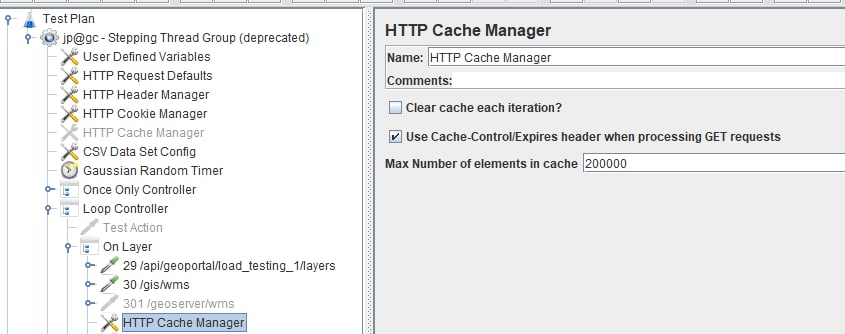 Test Plan
jp@gc - Stepping Thread Group (deprecated)
User Defined Variables
HTTP Request Defaults
HTTP Header Manager
HTTP Cookie Manager
HTTP Cache Manager
CSV Data Set Config
Gaussian Random Timer
Once Only Controller
Loop Controller
Test Action
On Layer
29 /api/geoportal/load_testing_1/layers
30 /gis/wms
301 /geoserver/wms
HTTP Cache Manager
HTTP Cache Manager
Name: HTTP Cache Manager
Comments:
Clear cache each iteration?
Use Cache-Control/Expires header when processing GET requests
Max Number of elements in cache 200000